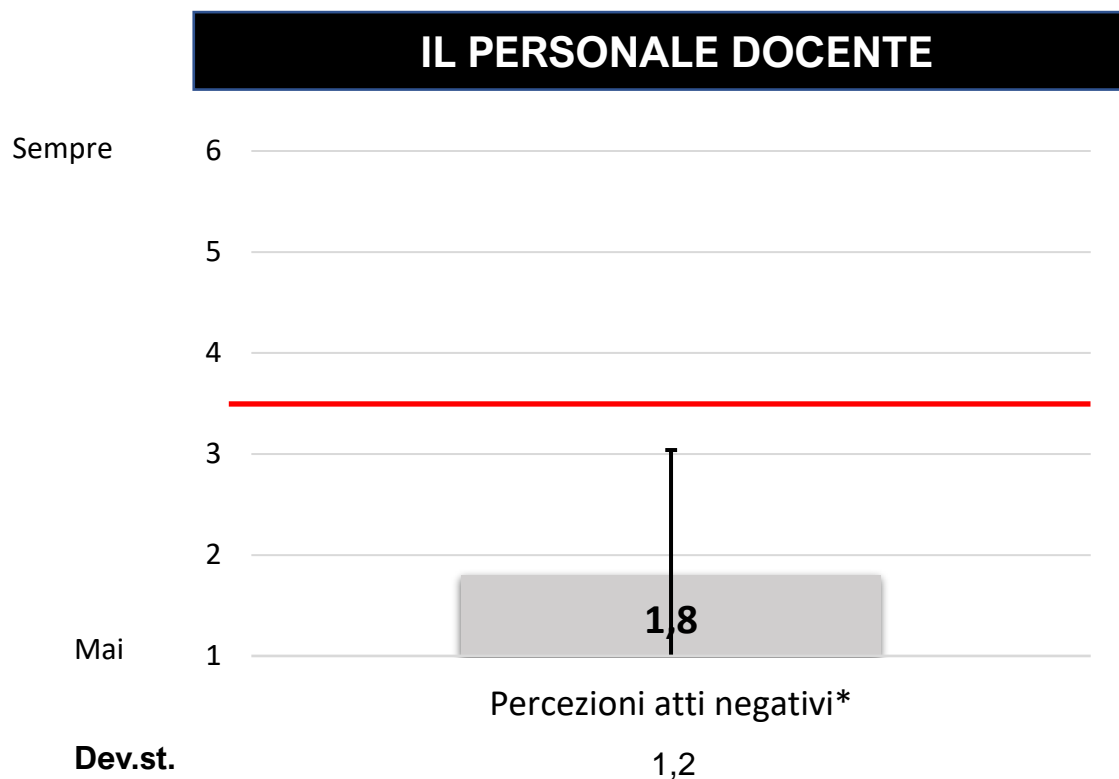 IL PERSONALE DOCENTE
Sempre 6
5
4
3
2
1,8
Mai 1
Percezioni atti negativi*
Dev.st. 1,2